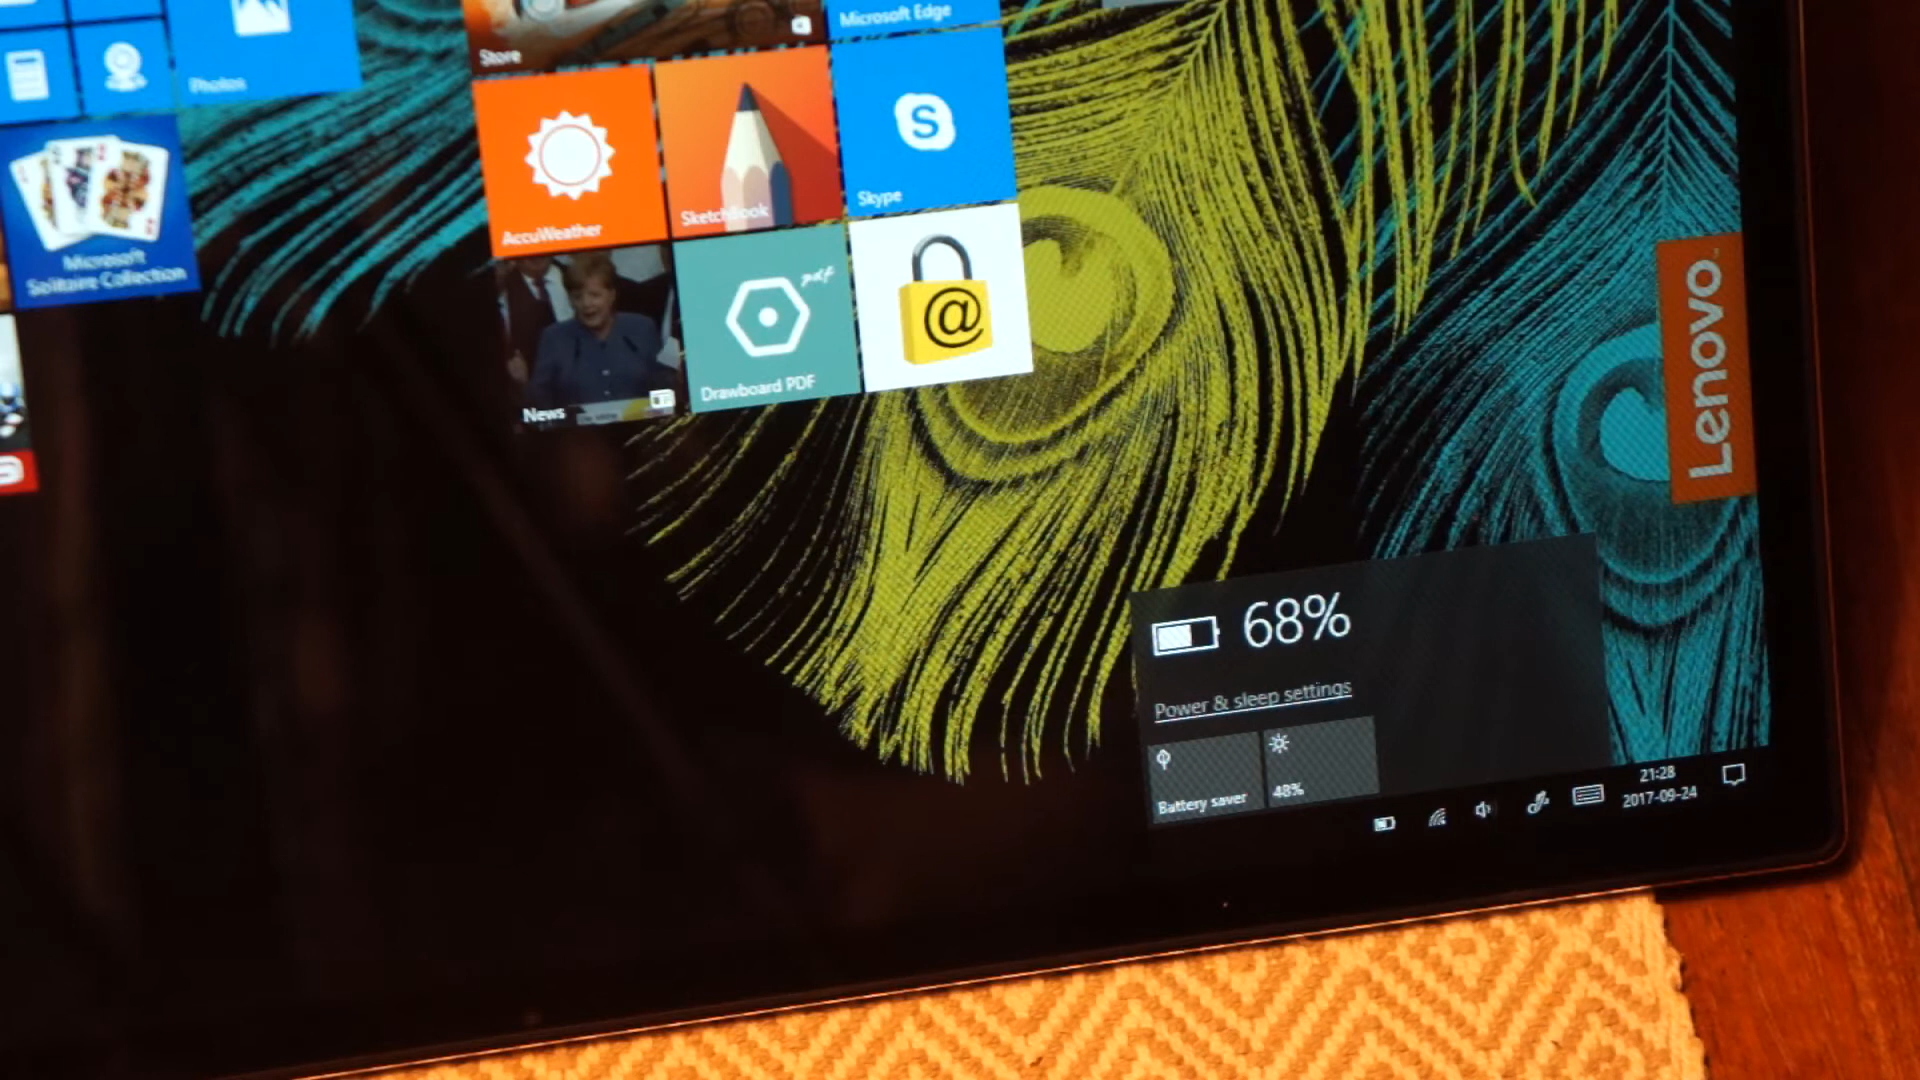 Microsoft Edge
Store
Photos
AccuWeather
SketchBook
Skype
Microsoft
Solitaire Collection
News
Drawboard PDF
pdf
@
Lenovo
68%
Power & sleep settings
Battery saver
48%
21:28
2017-09-24